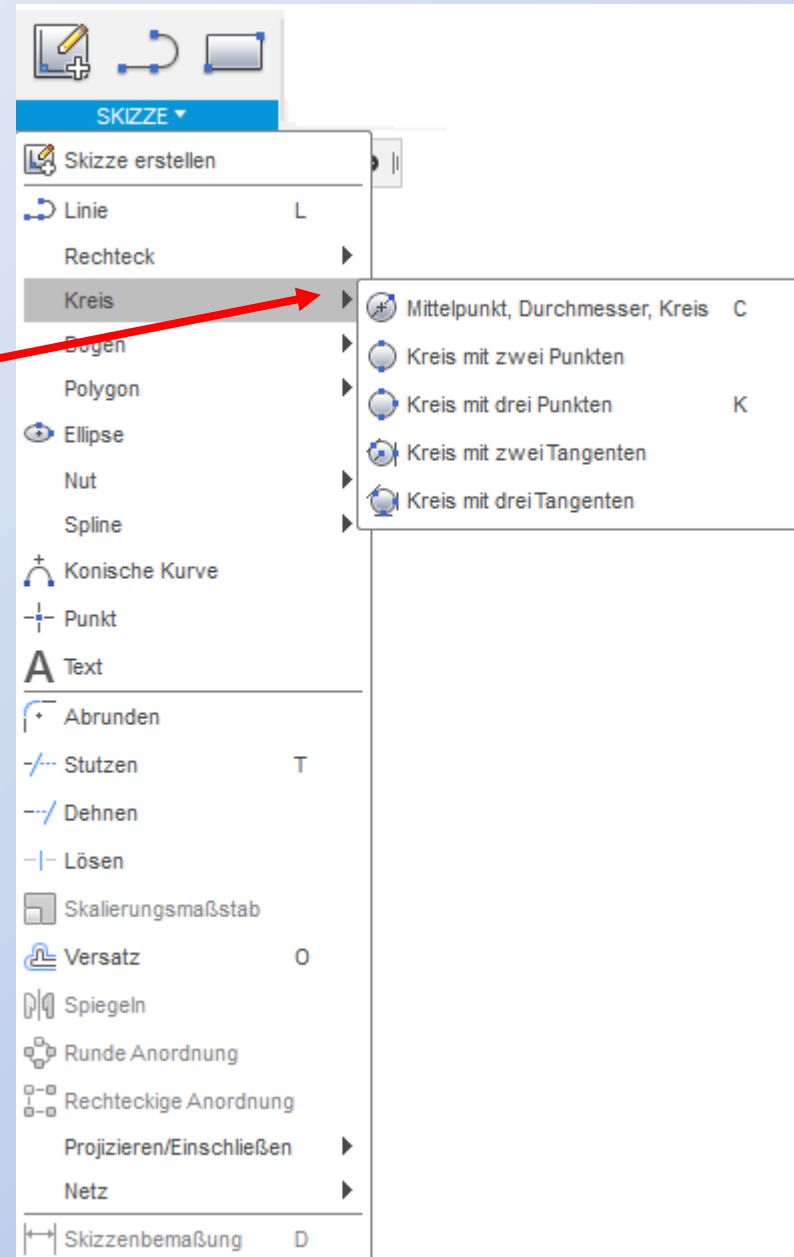 SKIZZE
Skizze erstellen
Linie L
Rechteck
Kreis
Mittelpunkt, Durchmesser, Kreis C
Kreis mit zwei Punkten
Kreis mit drei Punkten K
Kreis mit zwei Tangenten
Kreis mit drei Tangenten
Bogen
Polygon
Ellipse
Nut
Spline
Konische Kurve
Punkt
A Text
Abrunden
Stutzen T
Dehnen
Lösen
Skalierungsmaßstab
Versatz O
Spiegeln
Runde Anordnung
Rechteckige Anordnung
Projizieren/Einschließen
Netz
Skizzenbemaßung D